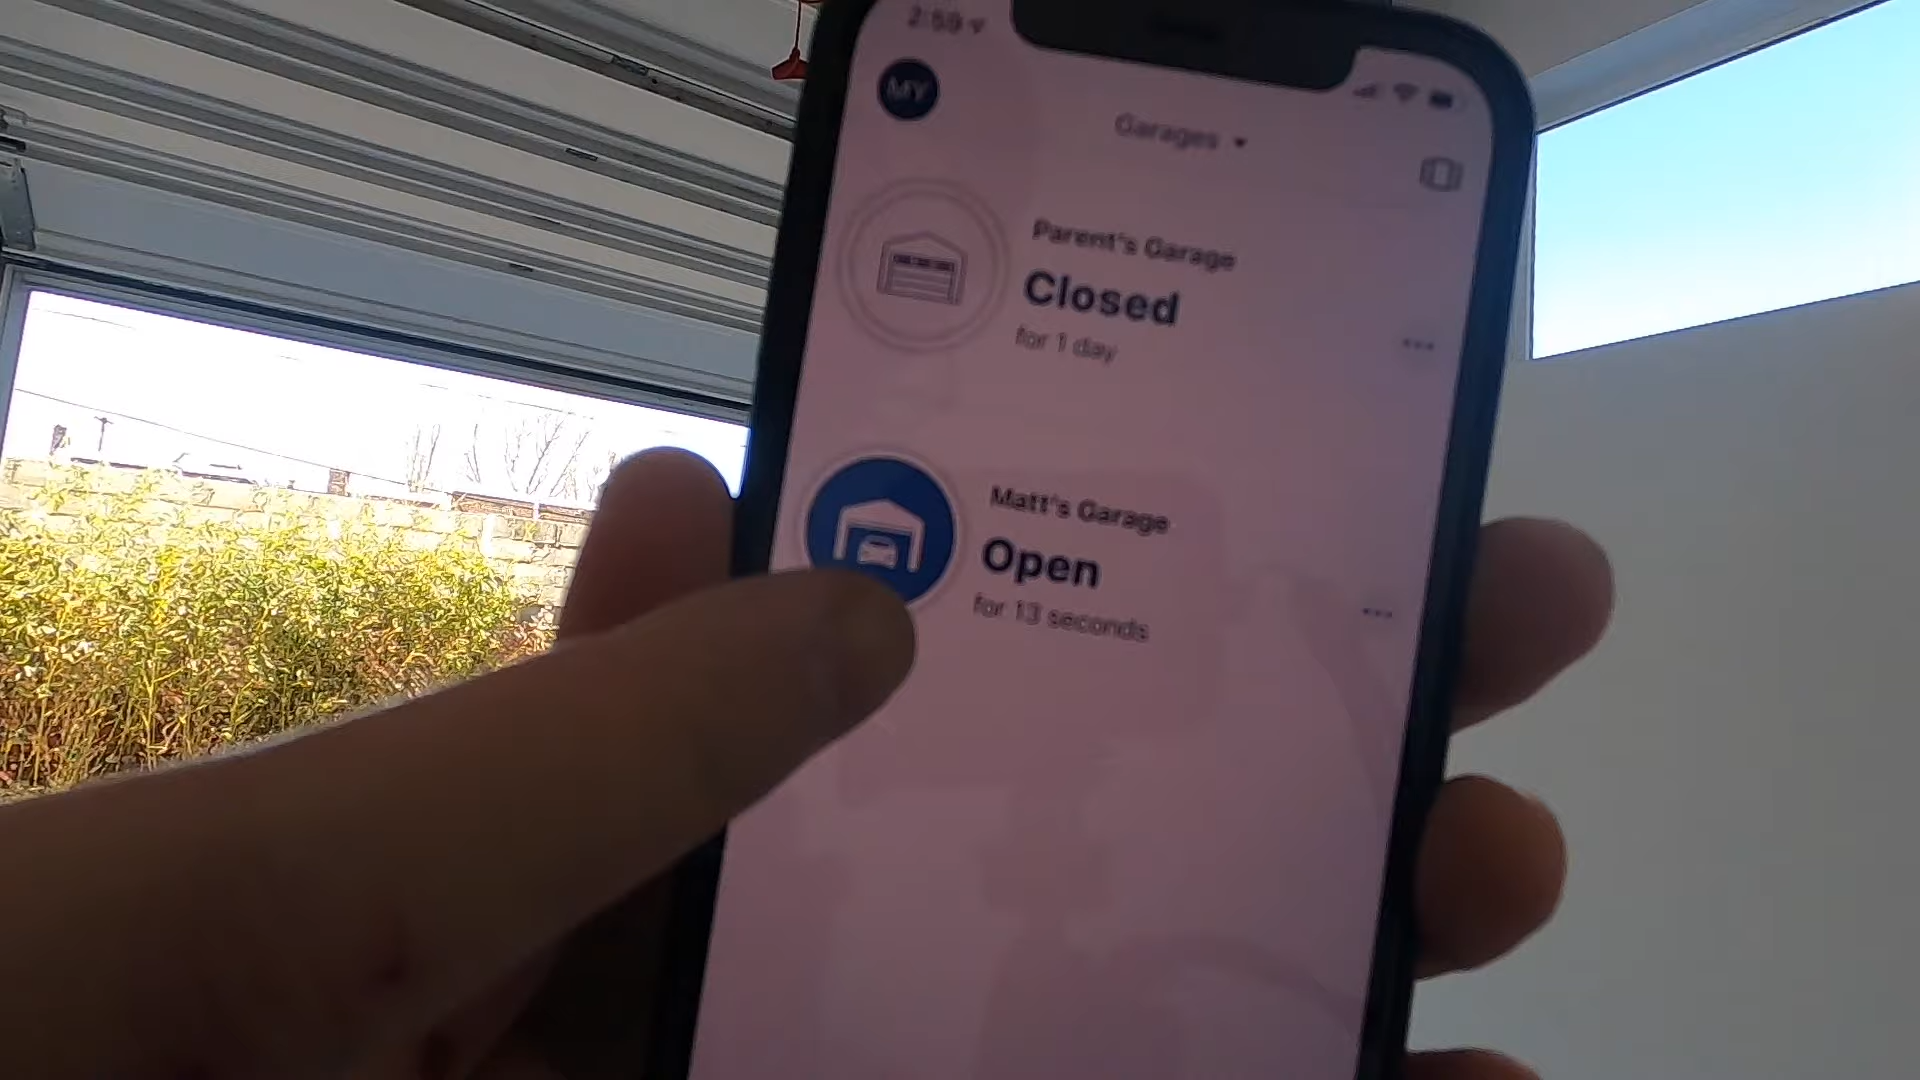 2:59
MY
Garages
Parent's Garage
Closed
for 1 day
Matt's Garage
Open
for 13 seconds